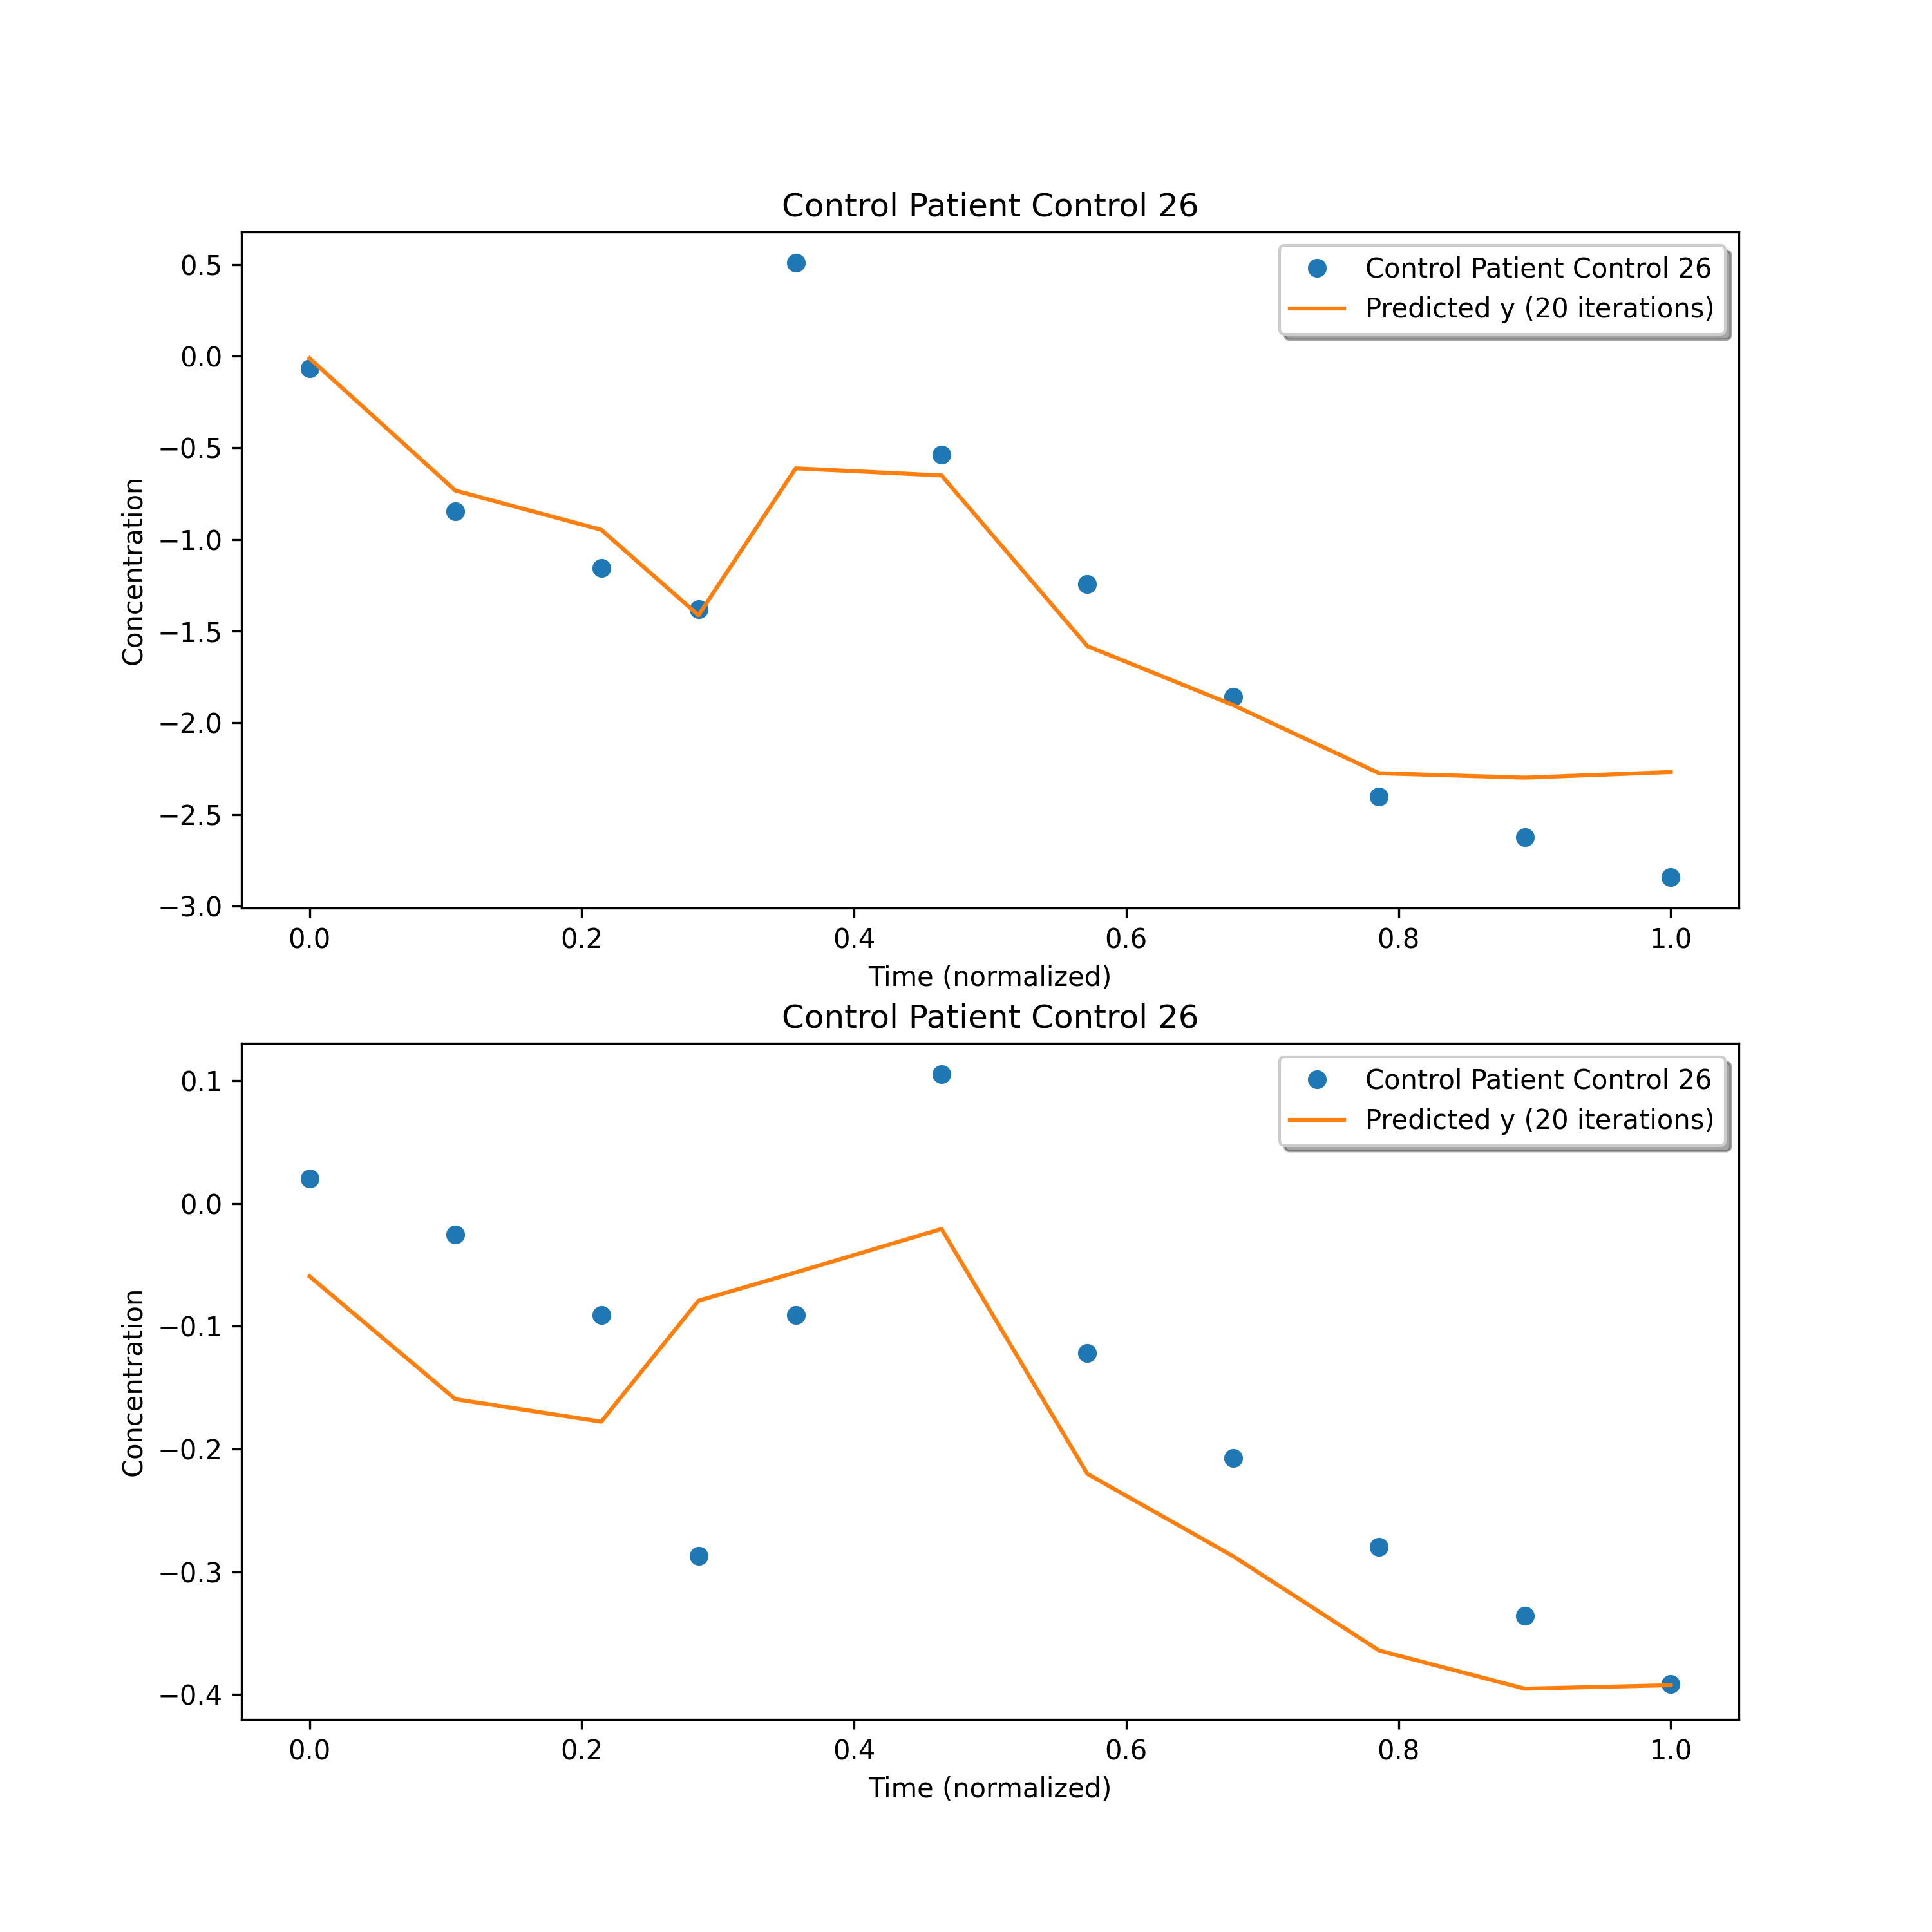 Control Patient Control 26
0.5
0.0
−0.5
−1.0
−1.5
−2.0
−2.5
−3.0
Concentration
Control Patient Control 26
Predicted y (20 iterations)
0.0 0.2 0.4 0.6 0.8 1.0
Time (normalized)
Control Patient Control 26
0.1
0.0
−0.1
−0.2
−0.3
−0.4
Concentration
Control Patient Control 26
Predicted y (20 iterations)
0.0 0.2 0.4 0.6 0.8 1.0
Time (normalized)